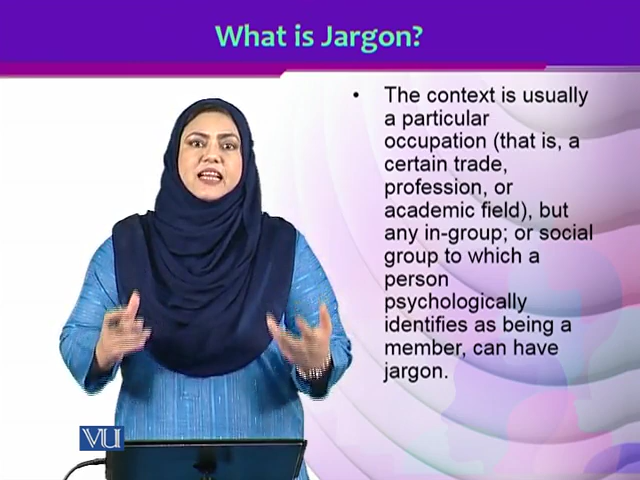 What is Jargon?
• The context is usually
a particular
occupation (that is, a
certain trade,
profession, or
academic field), but
any in-group; or social
group to which a
person
psychologically
identifies as being a
member, can have
jargon.
VU